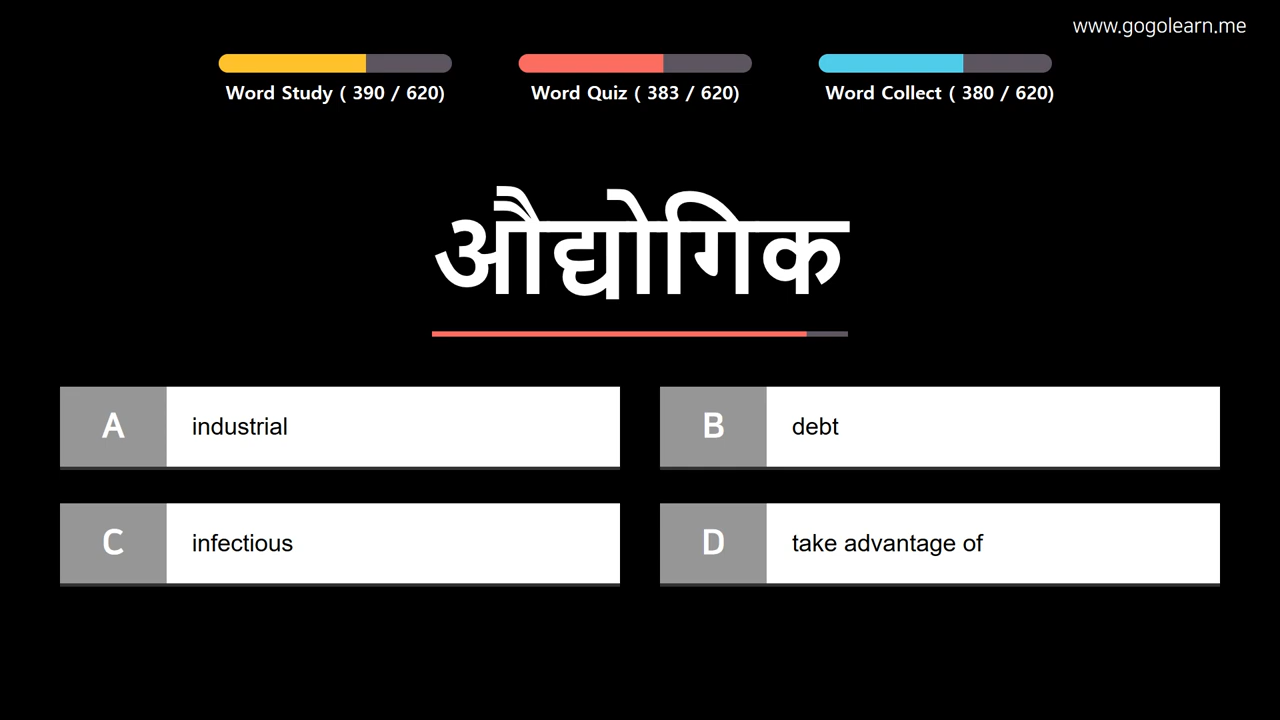 www.gogolearn.me
Word Study ( 390 / 620)
Word Quiz ( 383 / 620)
Word Collect ( 380 / 620)
औद्योगिक
A industrial
B debt
C infectious
D take advantage of